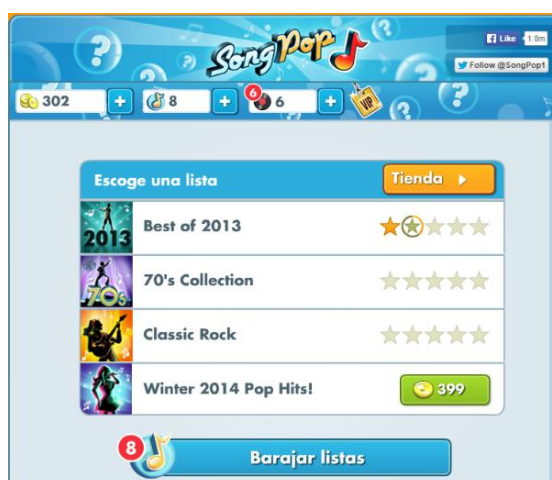 SongPop
Like 1.8m
Follow @SongPop1
302 + 8 + 6 6 + VIP
Escoge una lista Tienda
2013 Best of 2013
70s 70's Collection
Classic Rock
Winter 2014 Pop Hits! 399
8 Barajar listas